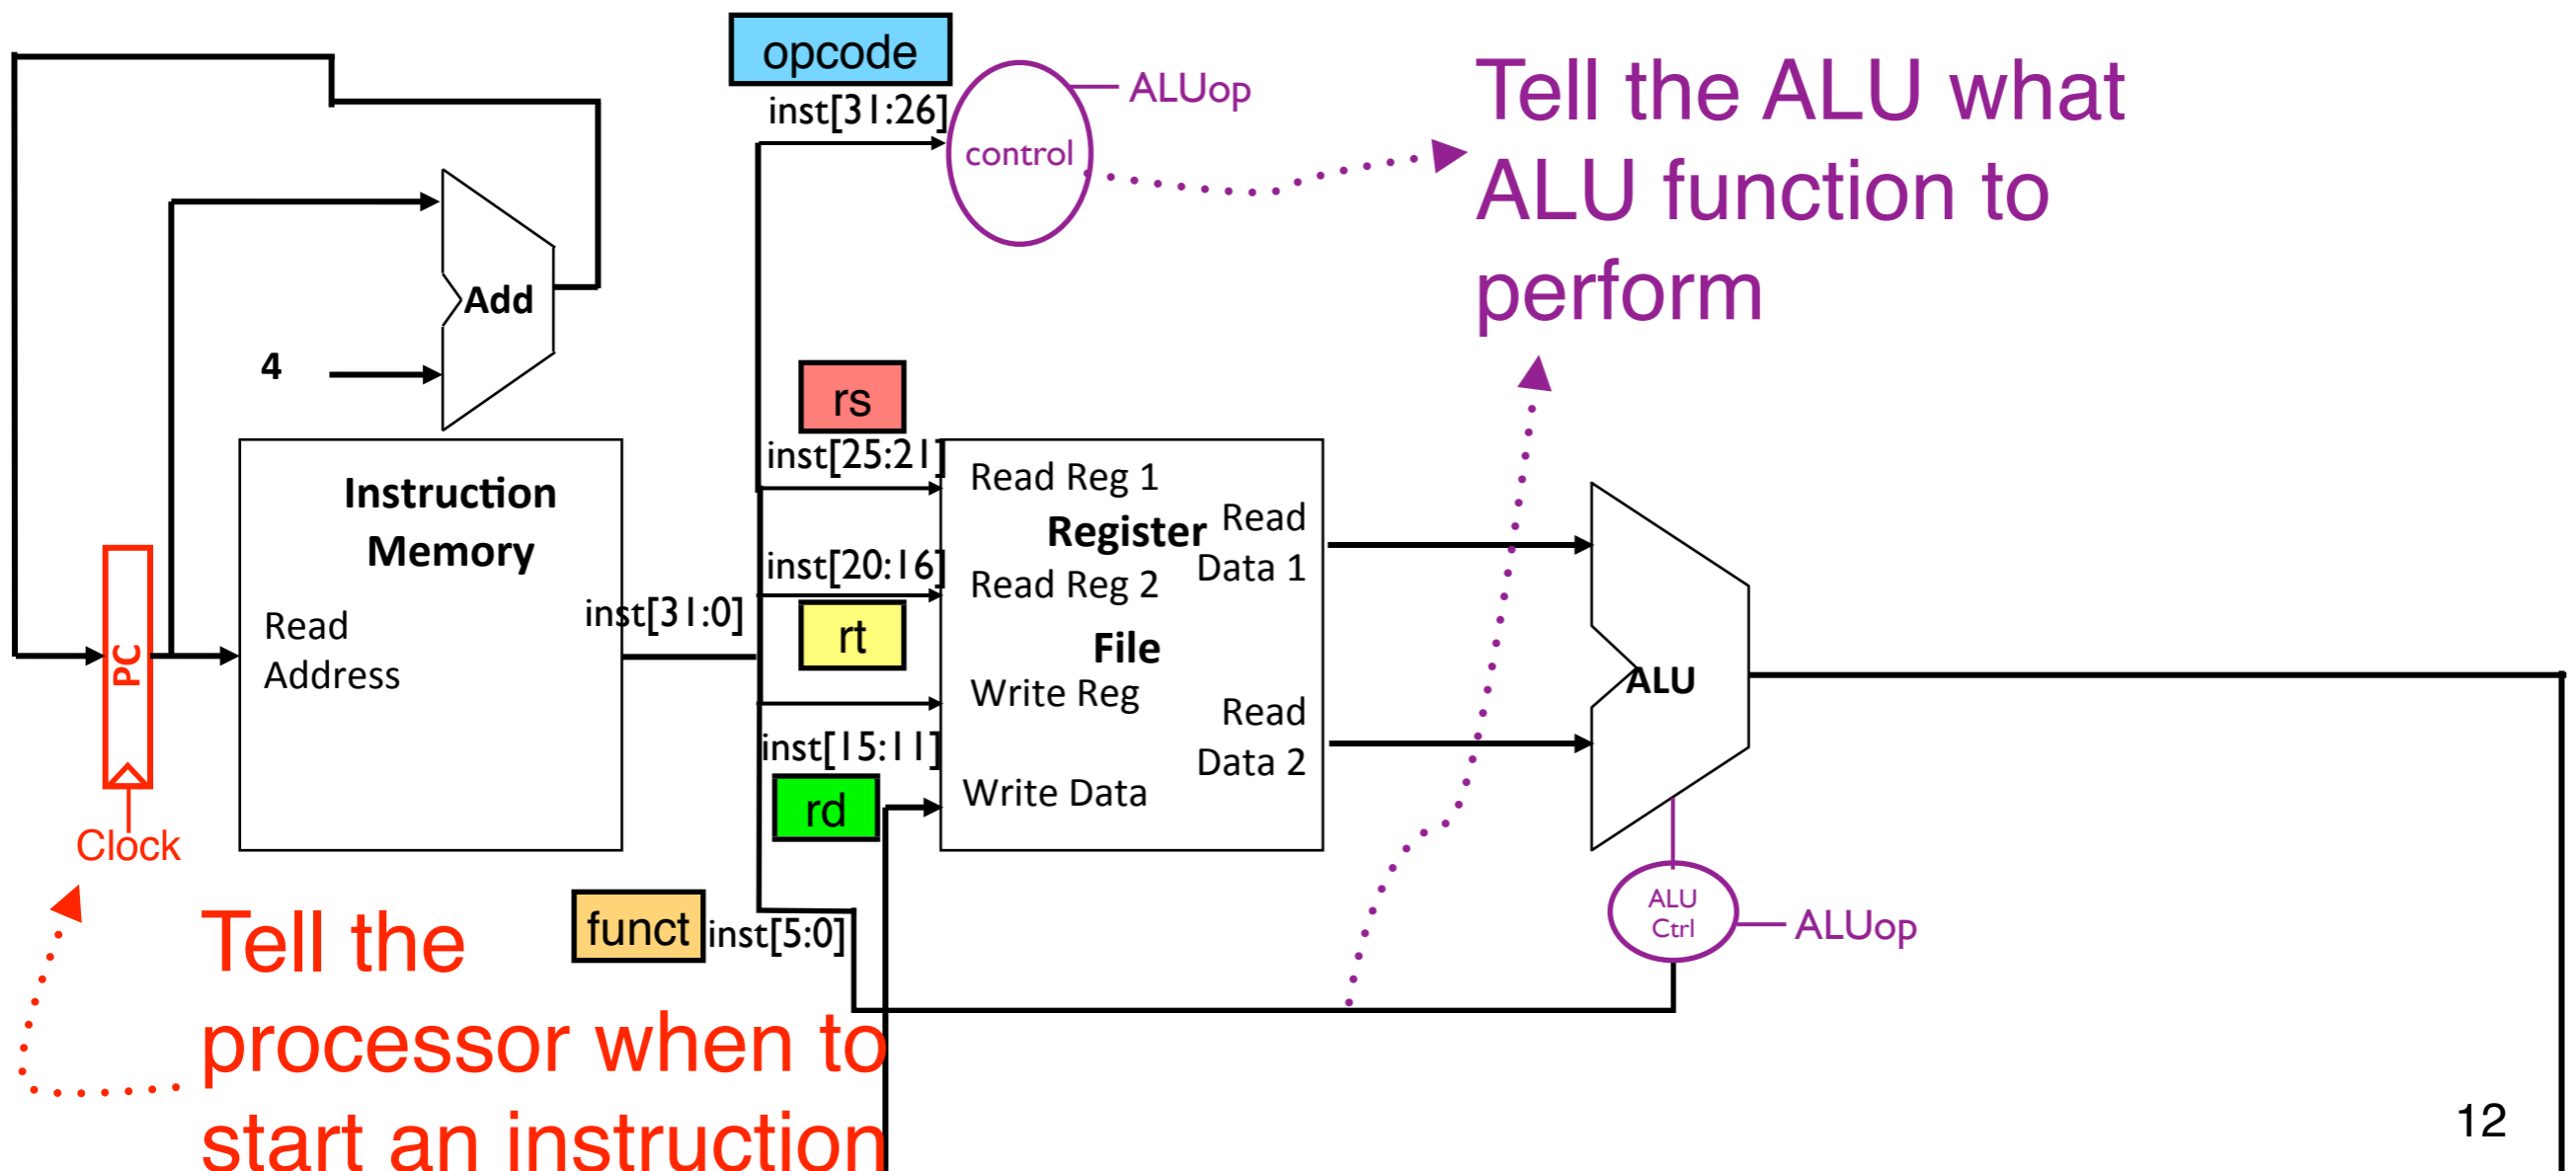 opcode
inst[31:26]
control
ALUop
Tell the ALU what
ALU function to
perform
Add
4
rs
inst[25:21]
Instruction
Memory
Read
Address
inst[31:0]
PC
Clock
inst[20:16]
rt
inst[15:11]
rd
Read Reg 1
Register
Read
Data 1
Read Reg 2
File
Write Reg
Read
Data 2
Write Data
ALU
ALU
Ctrl
ALUop
funct
inst[5:0]
Tell the
processor when to
start an instruction
12